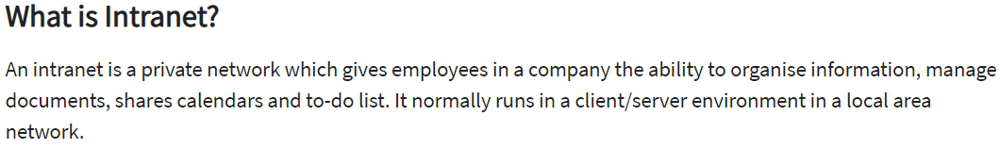 What is Intranet?
An intranet is a private network which gives employees in a company the ability to organise information, manage
documents, shares calendars and to-do list. It normally runs in a client/server environment in a local area
network.